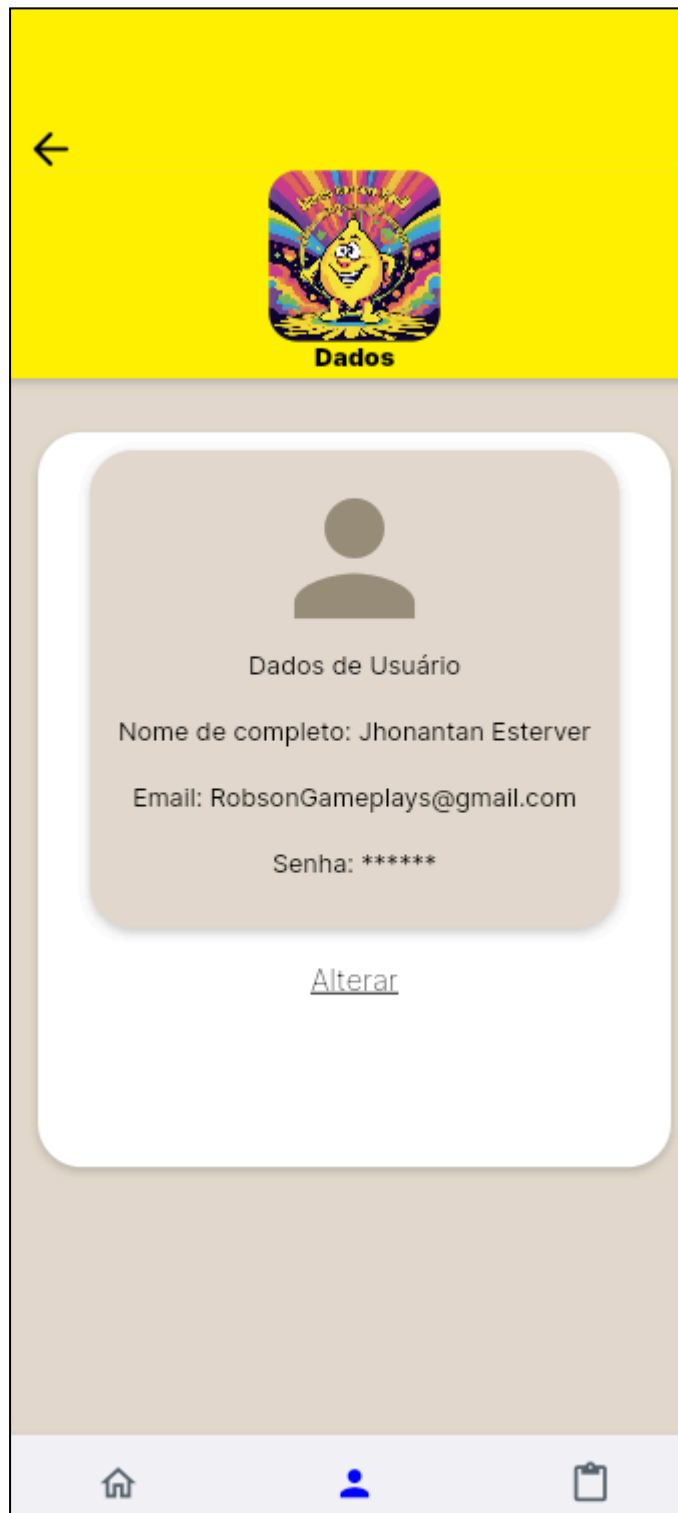 Dados
Dados de Usuário
Nome de completo: Jhonantan Esterver
Email: RobsonGameplays@gmail.com
Senha: ******
Alterar